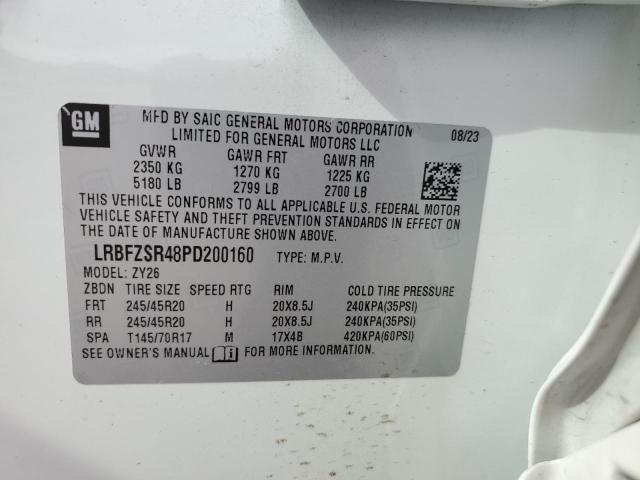 GM
MFD BY SAIC GENERAL MOTORS CORPORATION
LIMITED FOR GENERAL MOTORS LLC
08/23
GVWR GAWR FRT GAWR RR
2350 KG 1270 KG 1225 KG
5180 LB 2799 LB 2700 LB
THIS VEHICLE CONFORMS TO ALL APPLICABLE U.S. FEDERAL MOTOR
VEHICLE SAFETY AND THEFT PREVENTION STANDARDS IN EFFECT ON
THE DATE OF MANUFACTURE SHOWN ABOVE.
LRBFZSR48PD200160 TYPE: M.P.V.
MODEL: ZY26
ZBDN TIRE SIZE SPEED RTG RIM COLD TIRE PRESSURE
FRT 245/45R20 H 20X8.5J 240KPA(35PSI)
RR 245/45R20 H 20X8.5J 240KPA(35PSI)
SPA T145/70R17 M 17X4B 420KPA(60PSI)
SEE OWNER'S MANUAL FOR MORE INFORMATION.